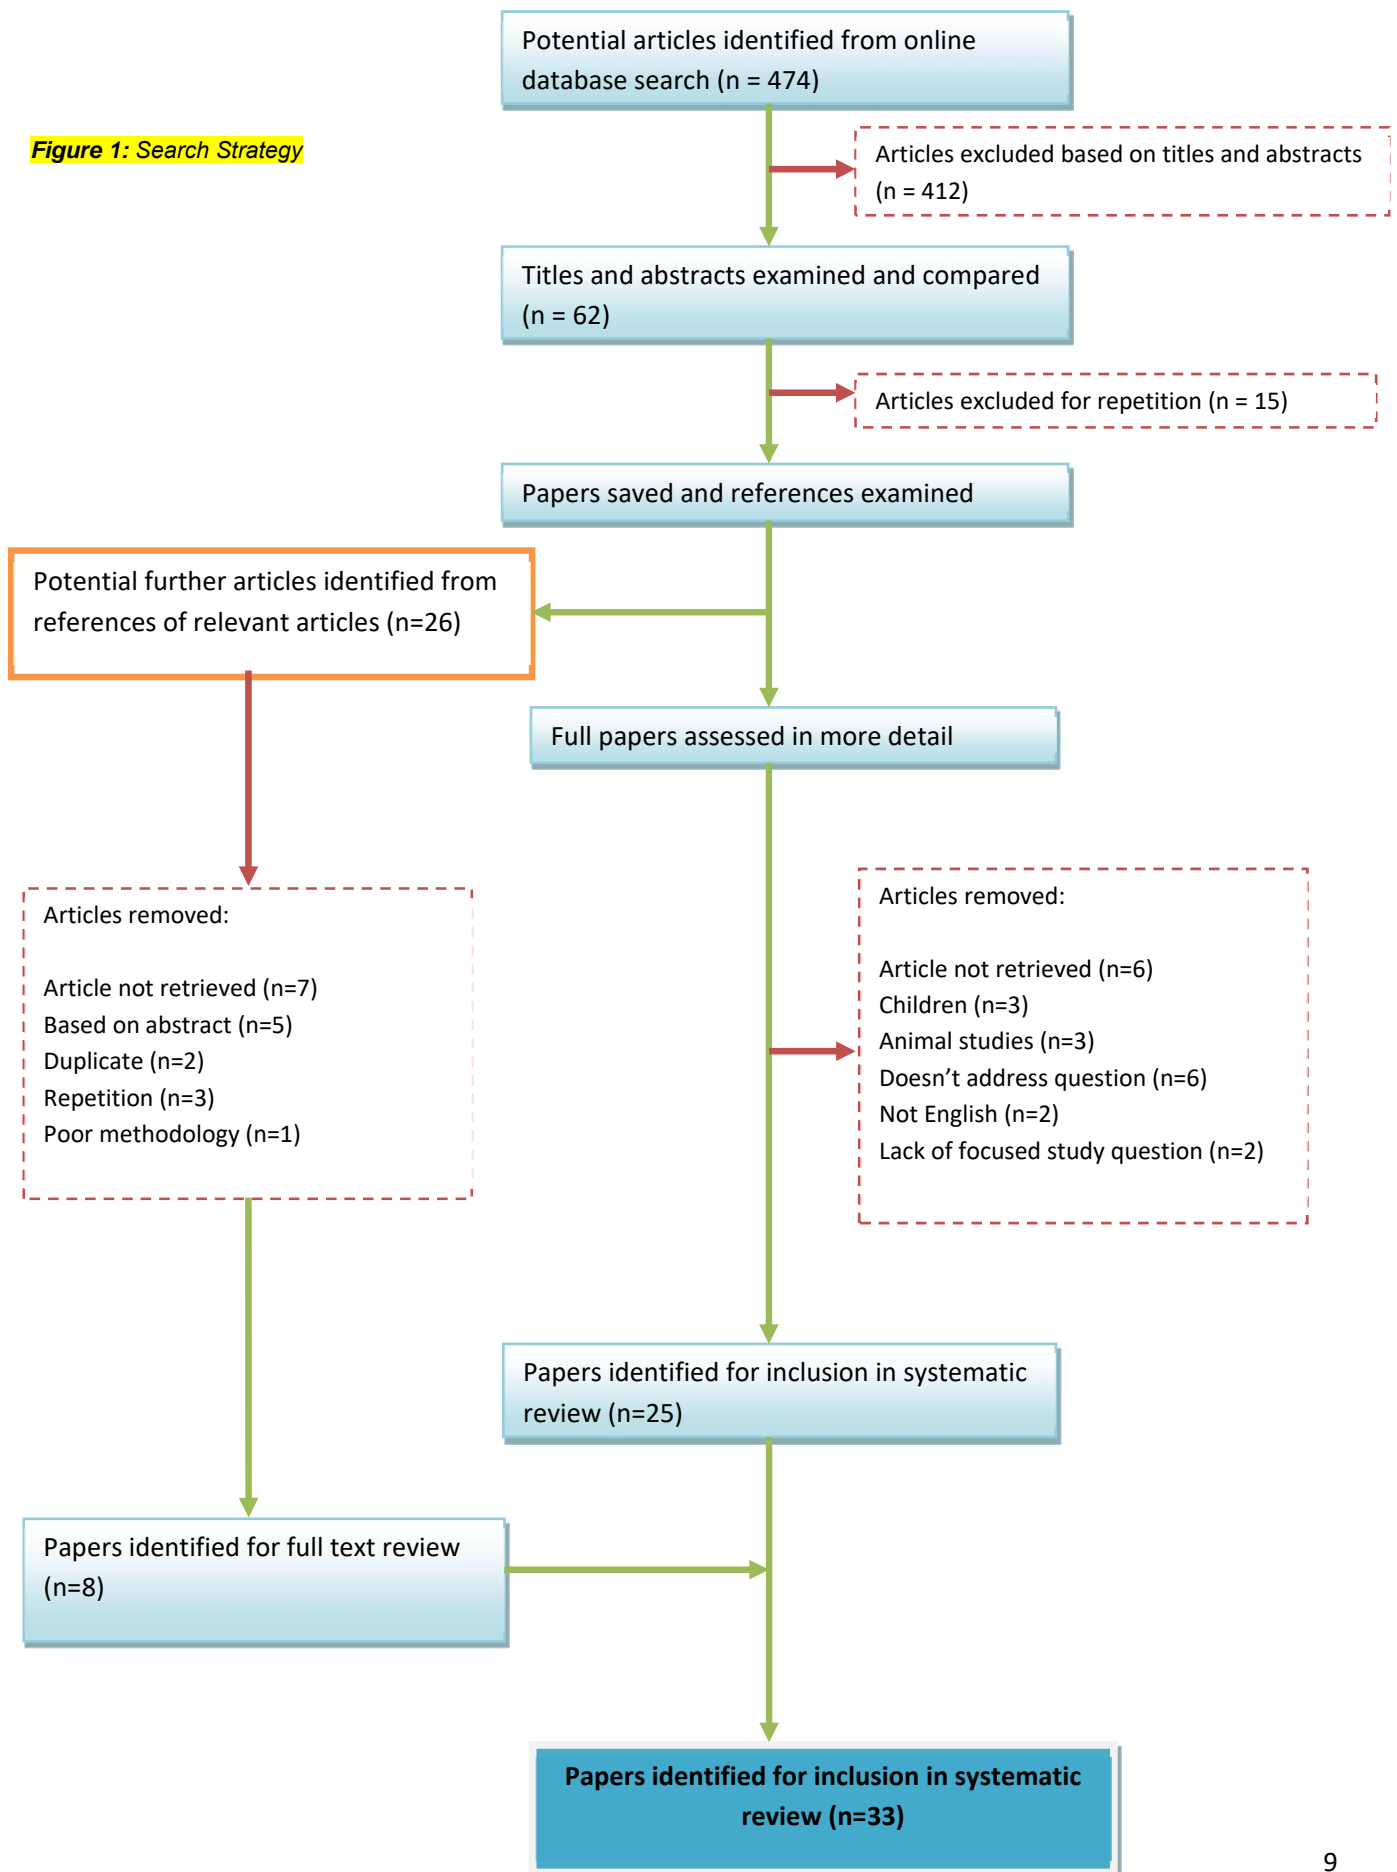 Potential articles identified from online
database search (n = 474)
Figure 1: Search Strategy
Articles excluded based on titles and abstracts
(n = 412)
Titles and abstracts examined and compared
(n = 62)
Articles excluded for repetition (n = 15)
Papers saved and references examined
Potential further articles identified from
references of relevant articles (n=26)
Full papers assessed in more detail
Articles removed:
Article not retrieved (n=7)
Based on abstract (n=5)
Duplicate (n=2)
Repetition (n=3)
Poor methodology (n=1)
Articles removed:
Article not retrieved (n=6)
Children (n=3)
Animal studies (n=3)
Doesn’t address question (n=6)
Not English (n=2)
Lack of focused study question (n=2)
Papers identified for inclusion in systematic
review (n=25)
Papers identified for full text review
(n=8)
Papers identified for inclusion in systematic
review (n=33)
9